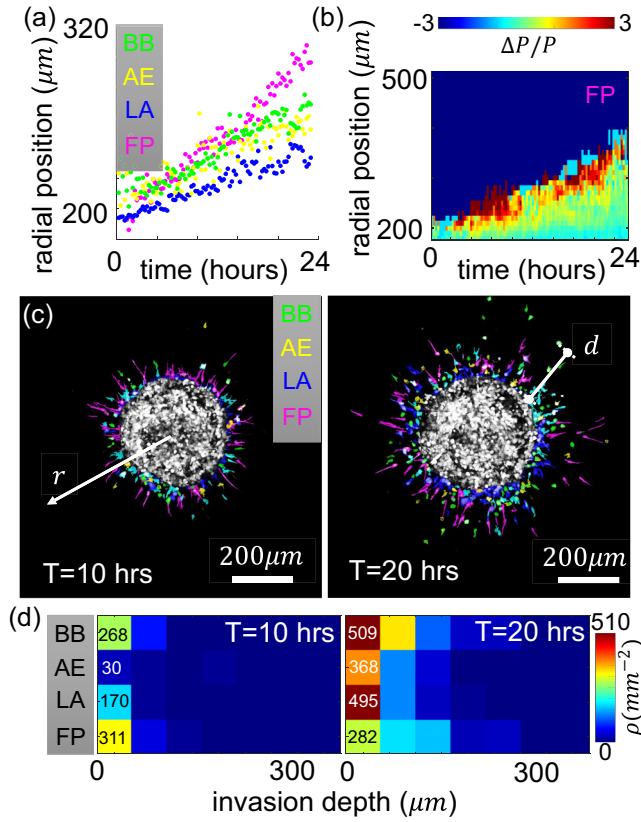 (a)
320
BB
AE
LA
FP
200
radial position (μm)
0
24
time (hours)
(b)
-3
3
ΔP/P
FP
500
200
radial position (μm)
0
24
time (hours)
(c)
BB
AE
LA
FP
r
T=10 hrs
200μm
d
T=20 hrs
200μm
(d)
BB
AE
LA
FP
268
30
170
311
T=10 hrs
509
368
495
282
T=20 hrs
510
0
ρ(mm⁻²)
0
300
0
300
invasion depth (μm)